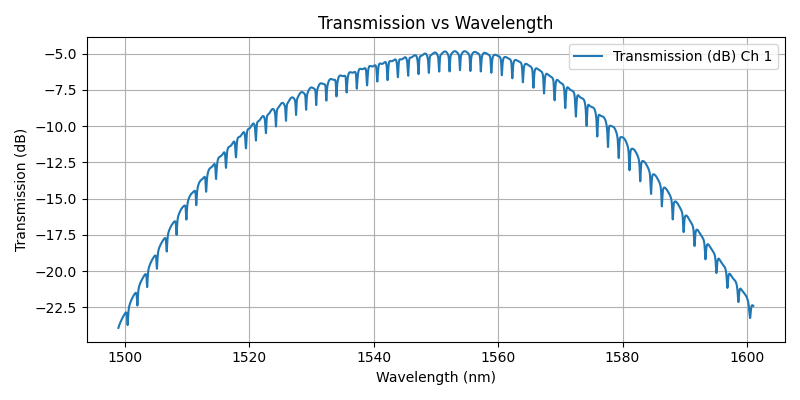 Transmission vs Wavelength
Transmission (dB) Ch 1
Transmission (dB)
−5.0
−7.5
−10.0
−12.5
−15.0
−17.5
−20.0
−22.5
1500 1520 1540 1560 1580 1600
Wavelength (nm)